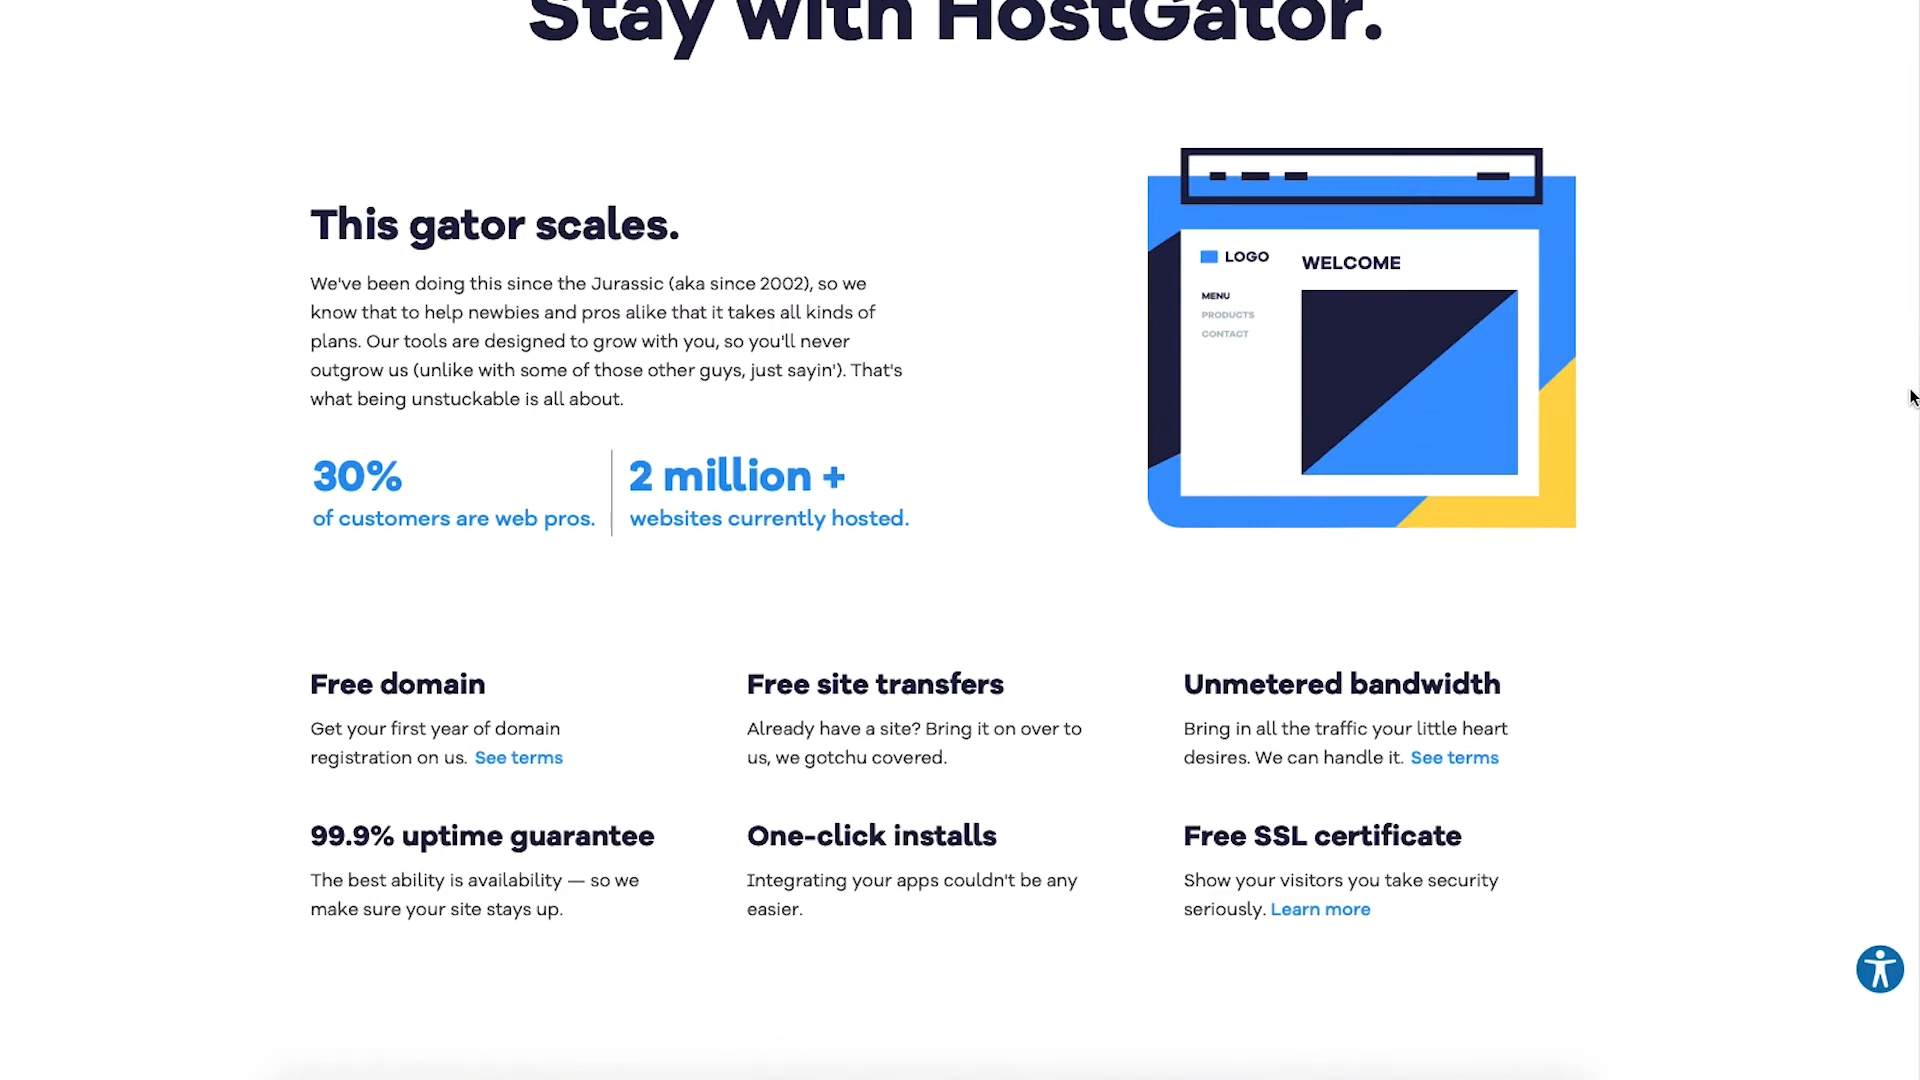 Stay with HostGator.
This gator scales.
We've been doing this since the Jurassic (aka since 2002), so we
know that to help newbies and pros alike that it takes all kinds of
plans. Our tools are designed to grow with you, so you'll never
outgrow us (unlike with some of those other guys, just sayin'). That's
what being unstuckable is all about.
30%
of customers are web pros.
2 million +
websites currently hosted.
LOGO
WELCOME
MENU
PRODUCTS
CONTACT
Free domain
Get your first year of domain
registration on us. See terms
Free site transfers
Already have a site? Bring it on over to
us, we gotchu covered.
Unmetered bandwidth
Bring in all the traffic your little heart
desires. We can handle it. See terms
99.9% uptime guarantee
The best ability is availability — so we
make sure your site stays up.
One-click installs
Integrating your apps couldn't be any
easier.
Free SSL certificate
Show your visitors you take security
seriously. Learn more